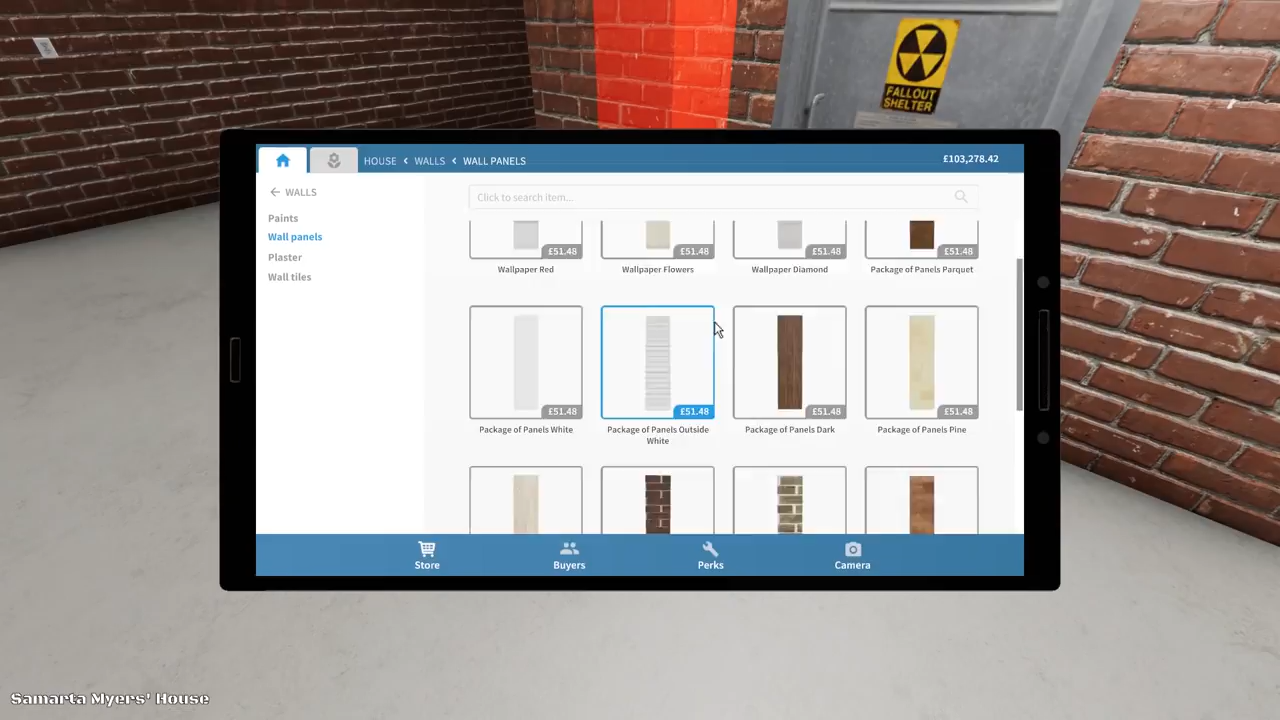 FALLOUT
SHELTER
HOUSE
WALLS
WALL PANELS
£103,278.42
WALLS
Paints
Wall panels
Plaster
Wall tiles
Click to search item...
£51.48
£51.48
£51.48
£51.48
Wallpaper Red
Wallpaper Flowers
Wallpaper Diamond
Package of Panels Parquet
£51.48
£51.48
£51.48
£51.48
Package of Panels White
Package of Panels Outside
White
Package of Panels Dark
Package of Panels Pine
Store
Buyers
Perks
Camera
Samarta Myers' House